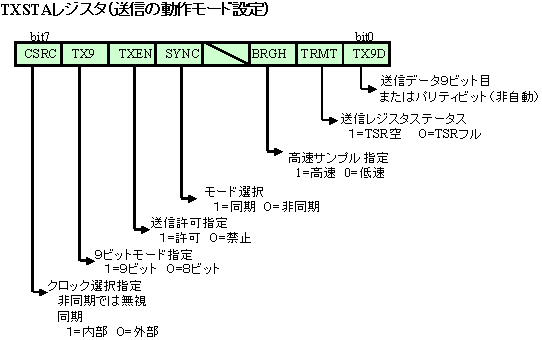 TXSTAレジスタ(送信の動作モード設定)
bit7 bit0
CSRC TX9 TXEN SYNC BRGH TRMT TX9D
送信データ9ビット目
またはパリティビット(非自動)
送信レジスタステータス
1=TSR空 0=TSRフル
高速サンプル指定
1=高速 0=低速
モード選択
1=同期 0=非同期
送信許可指定
1=許可 0=禁止
9ビットモード指定
1=9ビット 0=8ビット
クロック選択指定
非同期では無視
同期
1=内部 0=外部